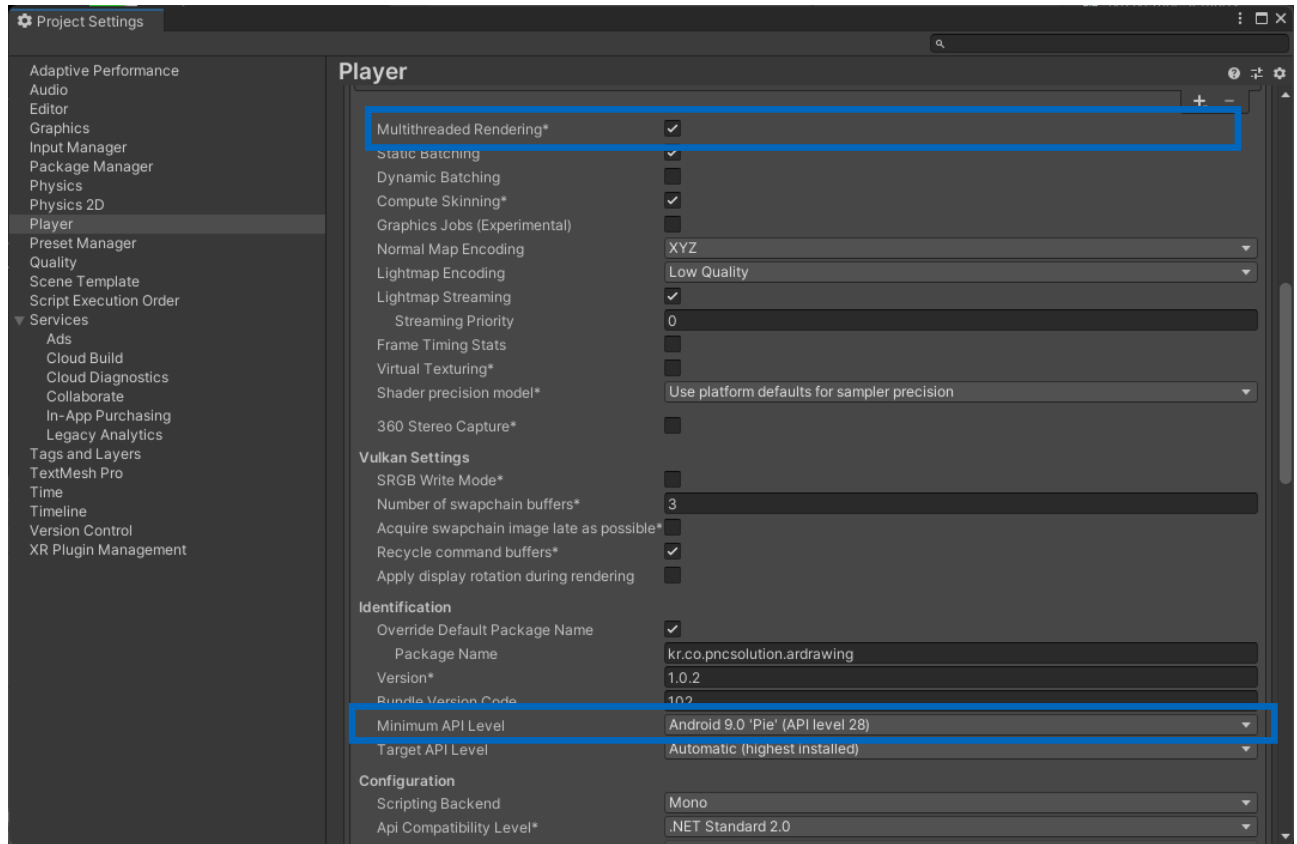 Project Settings
Adaptive Performance
Audio
Editor
Graphics
Input Manager
Package Manager
Physics
Physics 2D
Player
Preset Manager
Quality
Scene Template
Script Execution Order
Services
Ads
Cloud Build
Cloud Diagnostics
Collaborate
In-App Purchasing
Legacy Analytics
Tags and Layers
TextMesh Pro
Time
Timeline
Version Control
XR Plugin Management
Player
Multithreaded Rendering*
Static Batching
Dynamic Batching
Compute Skinning*
Graphics Jobs (Experimental)
Normal Map Encoding XYZ
Lightmap Encoding Low Quality
Lightmap Streaming
Streaming Priority 0
Frame Timing Stats
Virtual Texturing*
Shader precision model* Use platform defaults for sampler precision
360 Stereo Capture*
Vulkan Settings
SRGB Write Mode*
Number of swapchain buffers* 3
Acquire swapchain image late as possible*
Recycle command buffers*
Apply display rotation during rendering
Identification
Override Default Package Name
Package Name kr.co.pncsolution.ardrawing
Version* 1.0.2
Bundle Version Code 102
Minimum API Level Android 9.0 'Pie' (API level 28)
Target API Level Automatic (highest installed)
Configuration
Scripting Backend Mono
Api Compatibility Level* .NET Standard 2.0